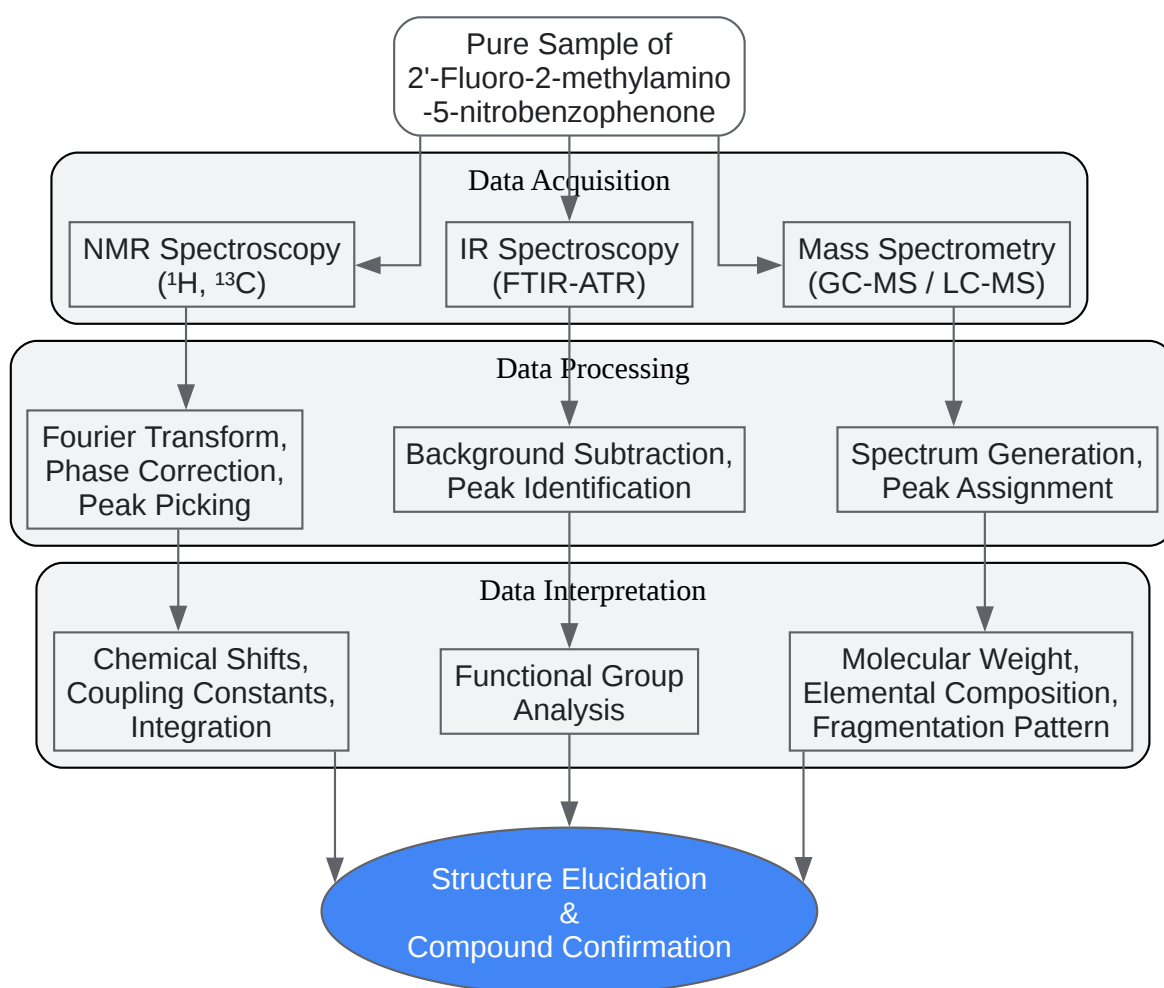 Pure Sample of
2'-Fluoro-2-methylamino
-5-nitrobenzophenone
Data Acquisition
NMR Spectroscopy
(¹H, ¹³C)
IR Spectroscopy
(FTIR-ATR)
Mass Spectrometry
(GC-MS / LC-MS)
Data Processing
Fourier Transform,
Phase Correction,
Peak Picking
Background Subtraction,
Peak Identification
Spectrum Generation,
Peak Assignment
Data Interpretation
Chemical Shifts,
Coupling Constants,
Integration
Functional Group
Analysis
Molecular Weight,
Elemental Composition,
Fragmentation Pattern
Structure Elucidation
&
Compound Confirmation